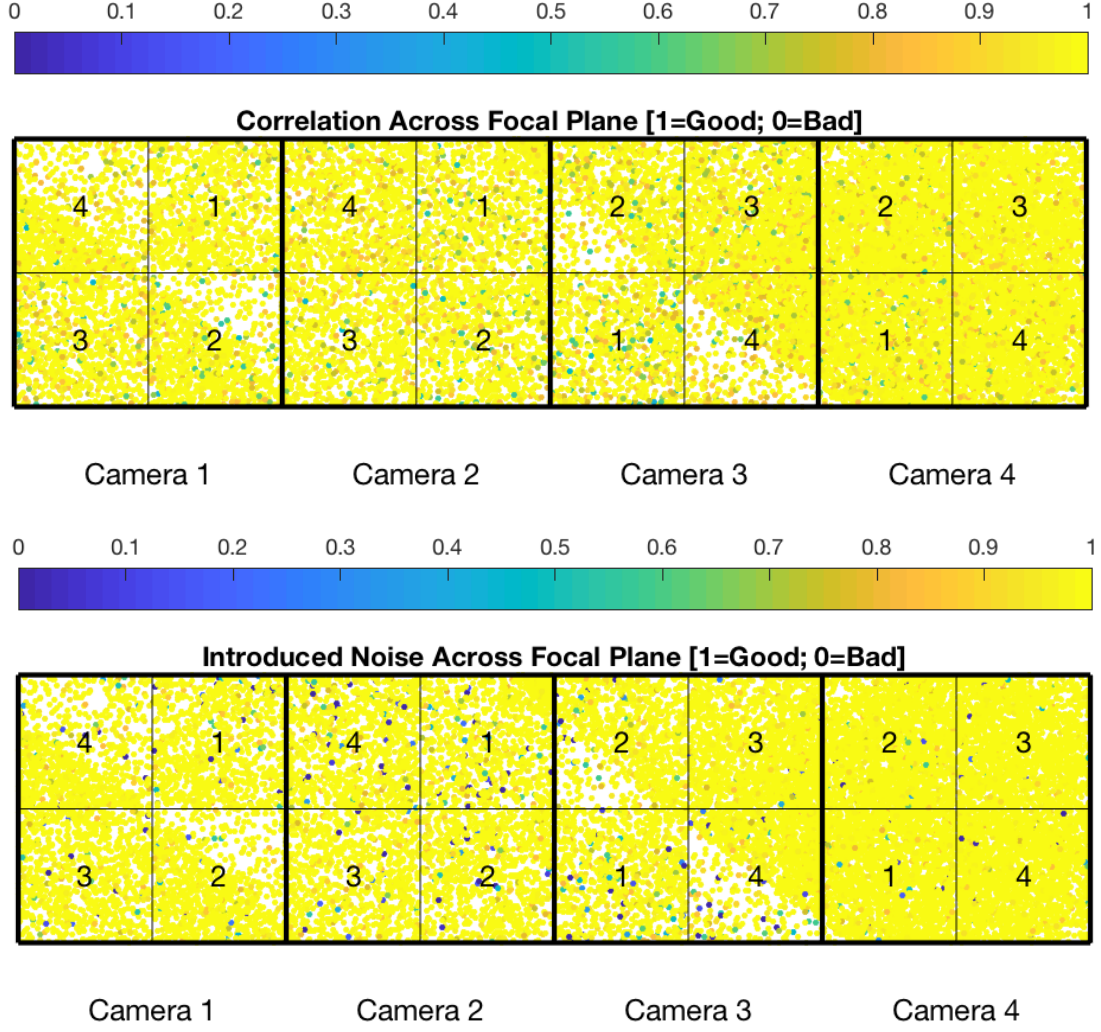 0 0.1 0.2 0.3 0.4 0.5 0.6 0.7 0.8 0.9 1
Correlation Across Focal Plane [1=Good; 0=Bad]
4 1 4 1 2 3 2 3
3 2 3 2 1 4 1 4
Camera 1 Camera 2 Camera 3 Camera 4
0 0.1 0.2 0.3 0.4 0.5 0.6 0.7 0.8 0.9 1
Introduced Noise Across Focal Plane [1=Good; 0=Bad]
4 1 4 1 2 3 2 3
3 2 3 2 1 4 1 4
Camera 1 Camera 2 Camera 3 Camera 4